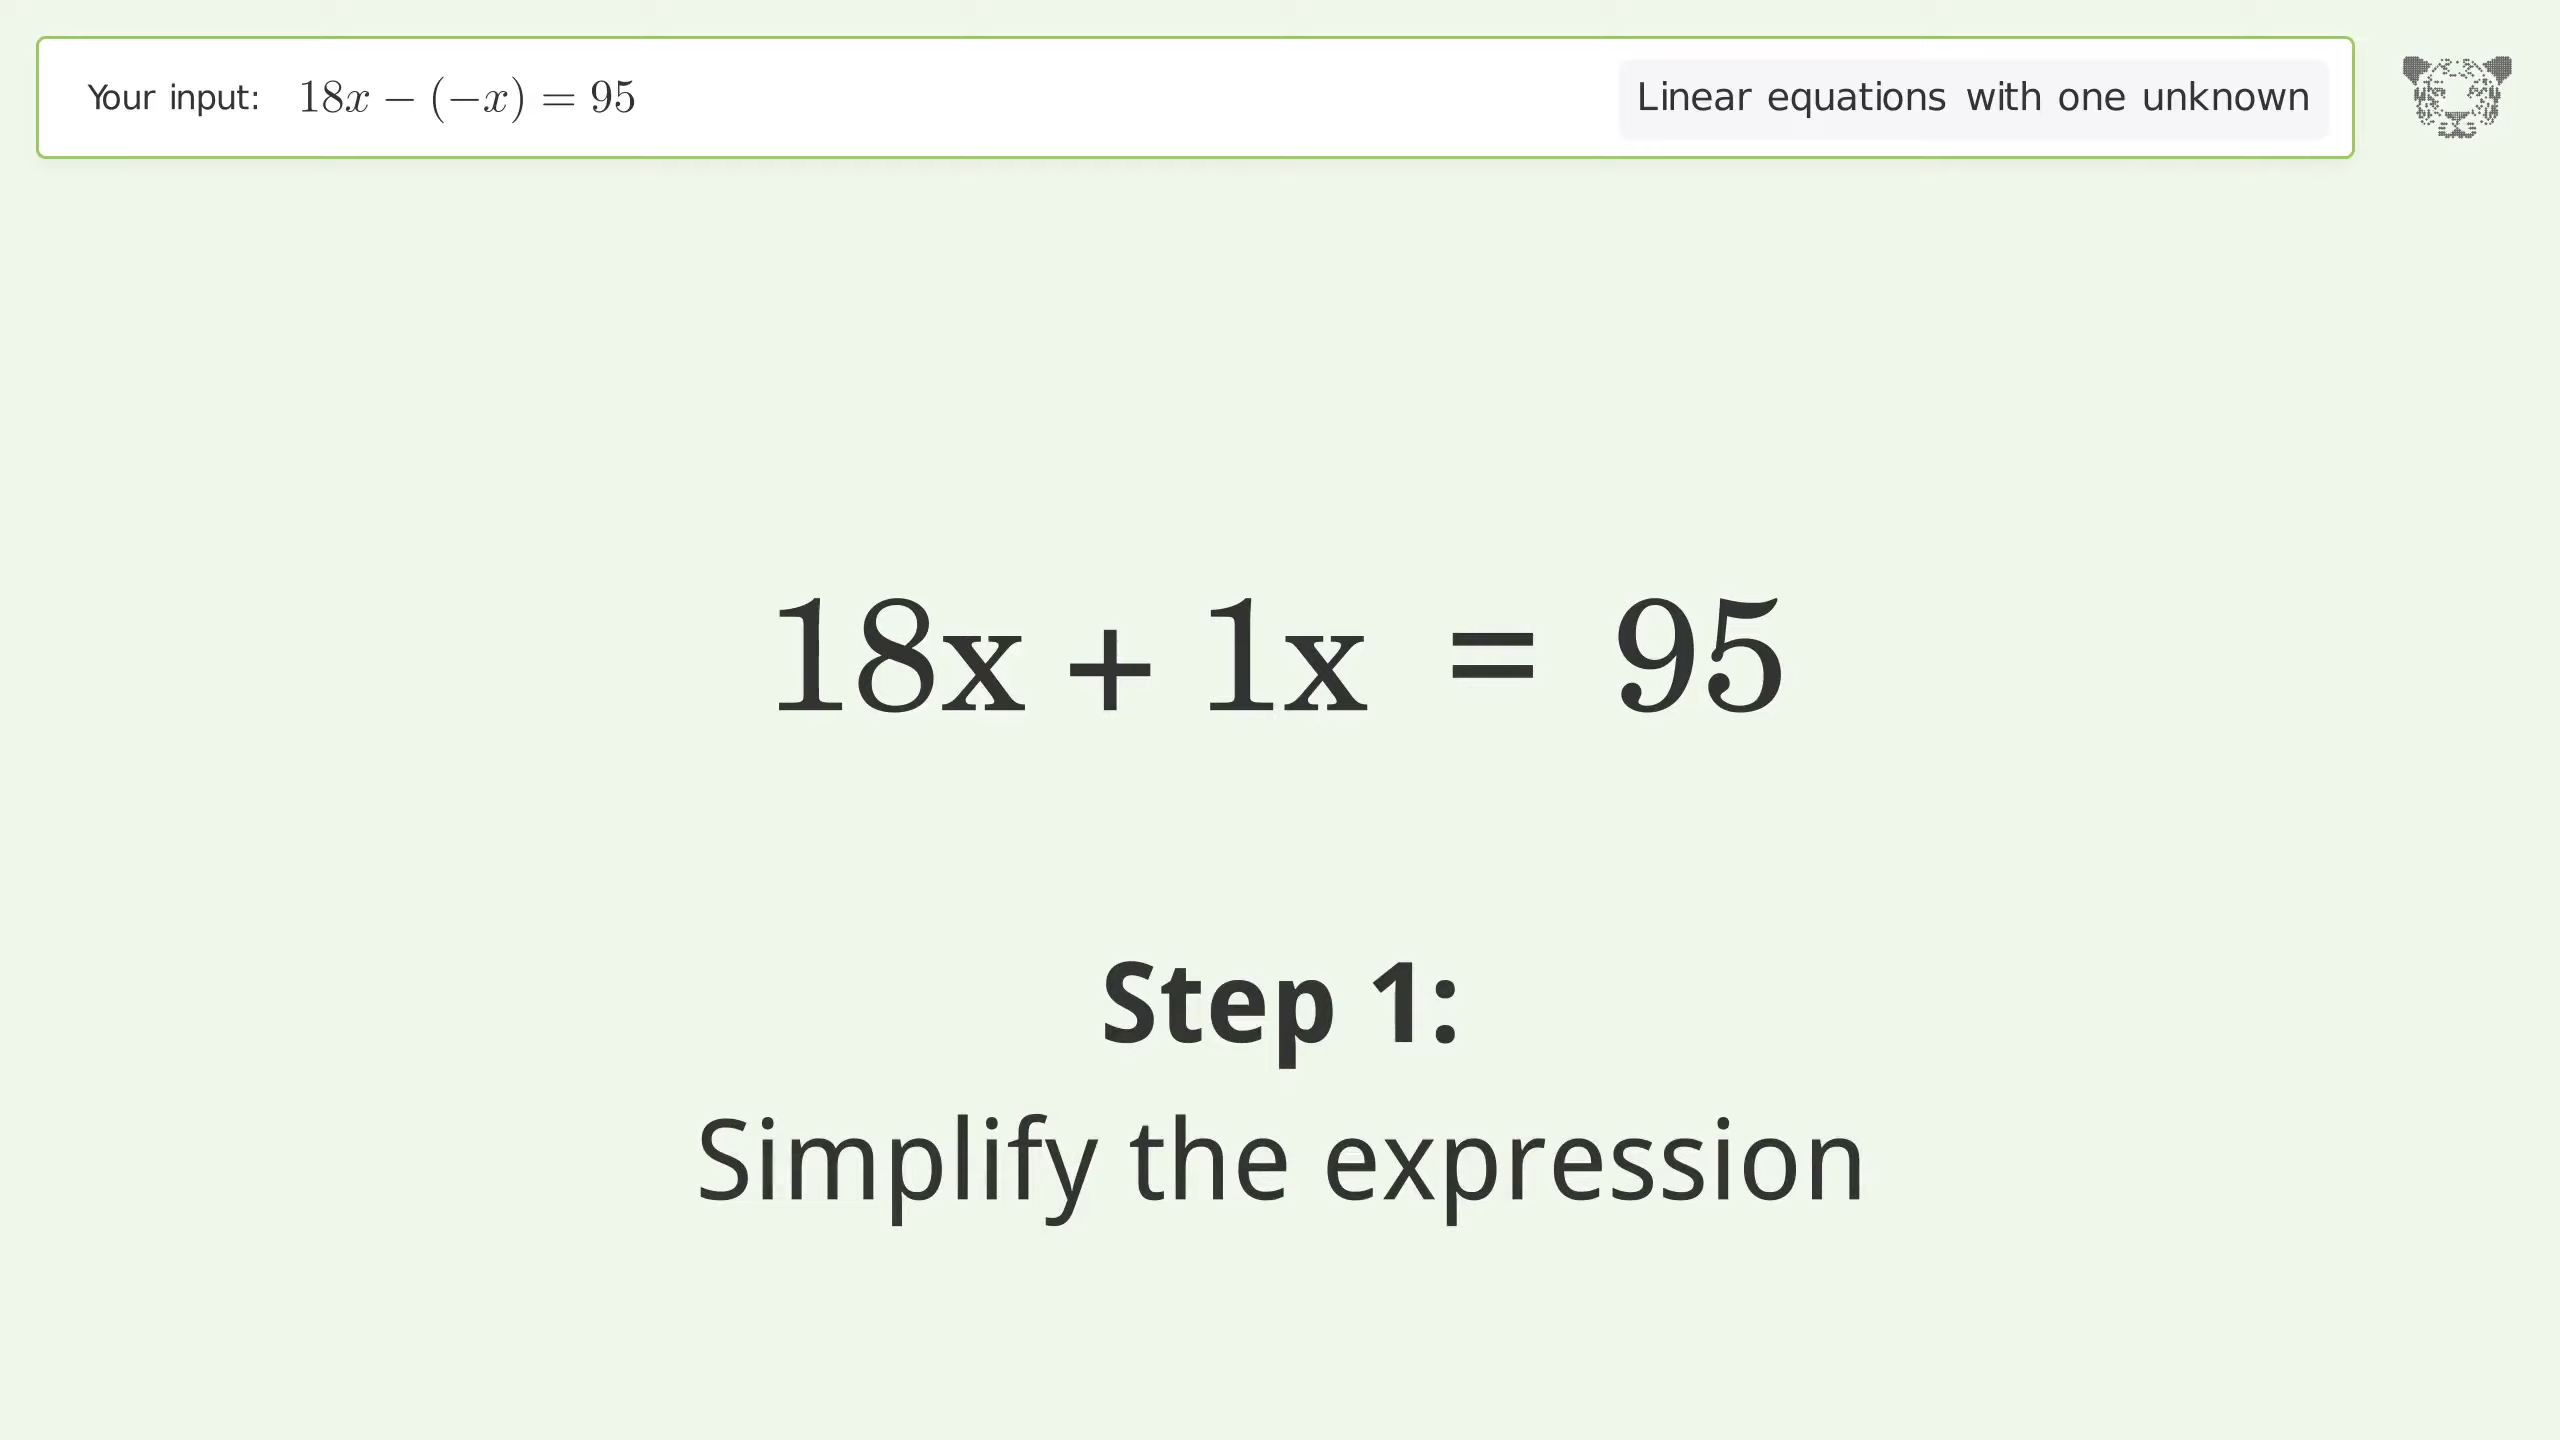 Your input: 18x − (−x) = 95
Linear equations with one unknown
18x + 1x = 95
Step 1:
Simplify the expression